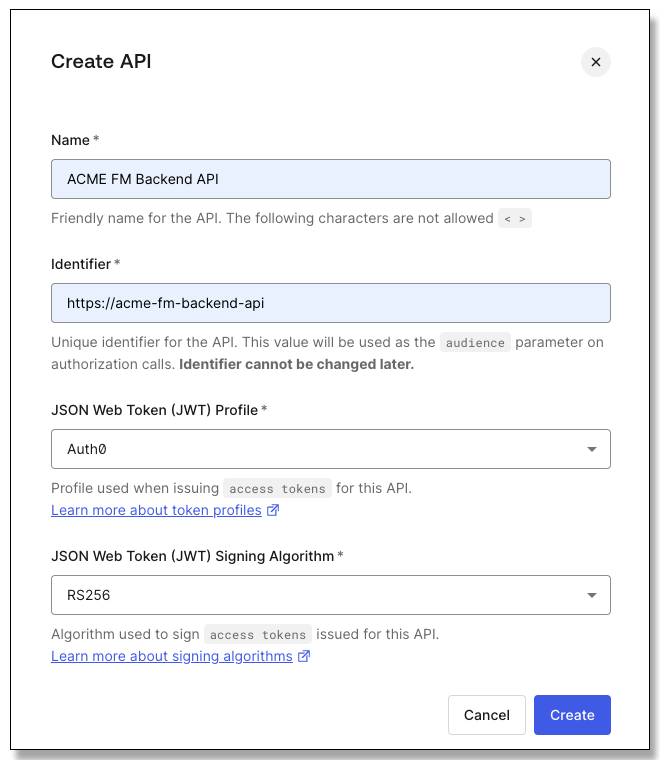 Create API
Name *
ACME FM Backend API
Friendly name for the API. The following characters are not allowed < >
Identifier *
https://acme-fm-backend-api
Unique identifier for the API. This value will be used as the audience parameter on
authorization calls. Identifier cannot be changed later.
JSON Web Token (JWT) Profile *
Auth0
Profile used when issuing access tokens for this API.
Learn more about token profiles
JSON Web Token (JWT) Signing Algorithm *
RS256
Algorithm used to sign access tokens issued for this API.
Learn more about signing algorithms
Cancel Create